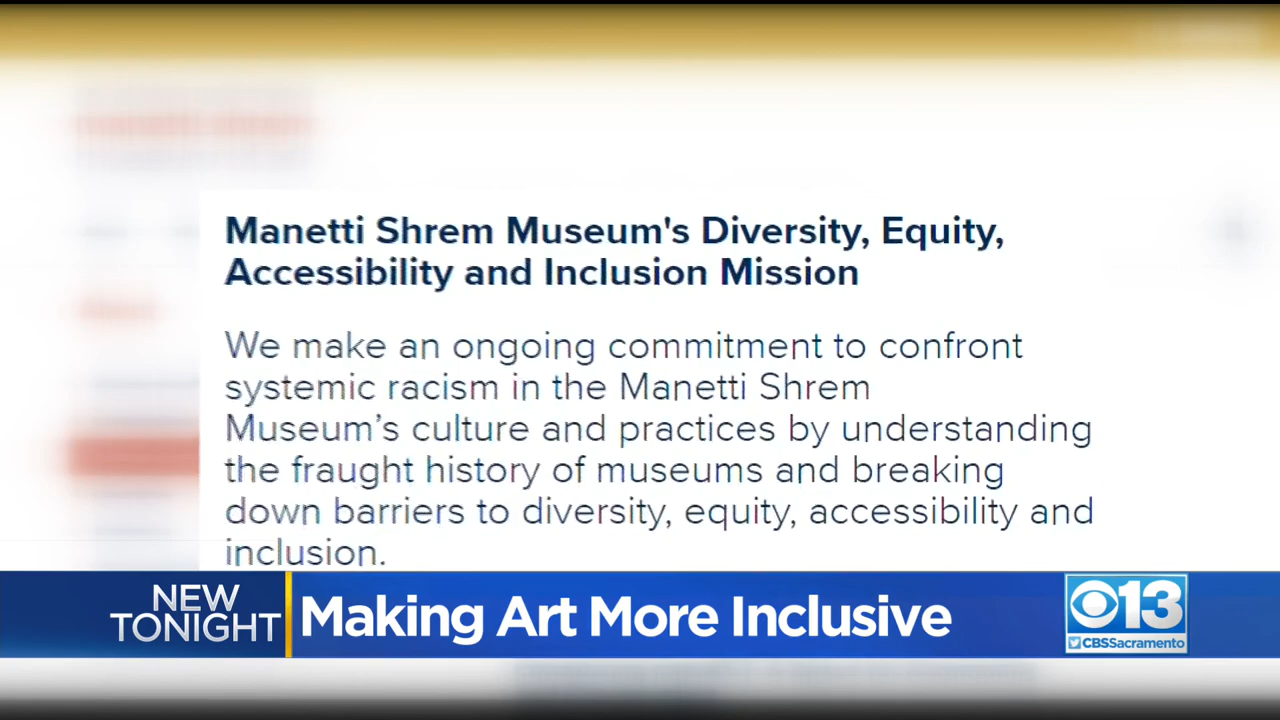 Manetti Shrem Museum's Diversity, Equity,
Accessibility and Inclusion Mission
We make an ongoing commitment to confront
systemic racism in the Manetti Shrem
Museum’s culture and practices by understanding
the fraught history of museums and breaking
down barriers to diversity, equity, accessibility and
inclusion.
NEW
TONIGHT
Making Art More Inclusive
13
CBSSacramento